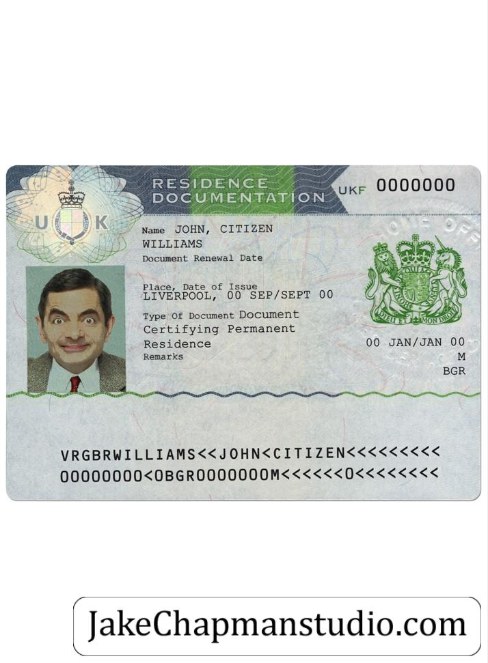 RESIDENCE
DOCUMENTATION
UKF 0000000
U K
Name JOHN, CITIZEN
WILLIAMS
Document Renewal Date
HOME OFF
Place, Date of Issue
LIVERPOOL, 00 SEP/SEPT 00
Type Of Document Document
Certifying Permanent
Residence
00 JAN/JAN 00
Remarks
M
BGR
VRGBRWILLIAMS<<JOHN<CITIZEN<<<<<<<<<
00000000<0BGR0000000M<<<<<<0<<<<<<<<
JakeChapmanstudio.com